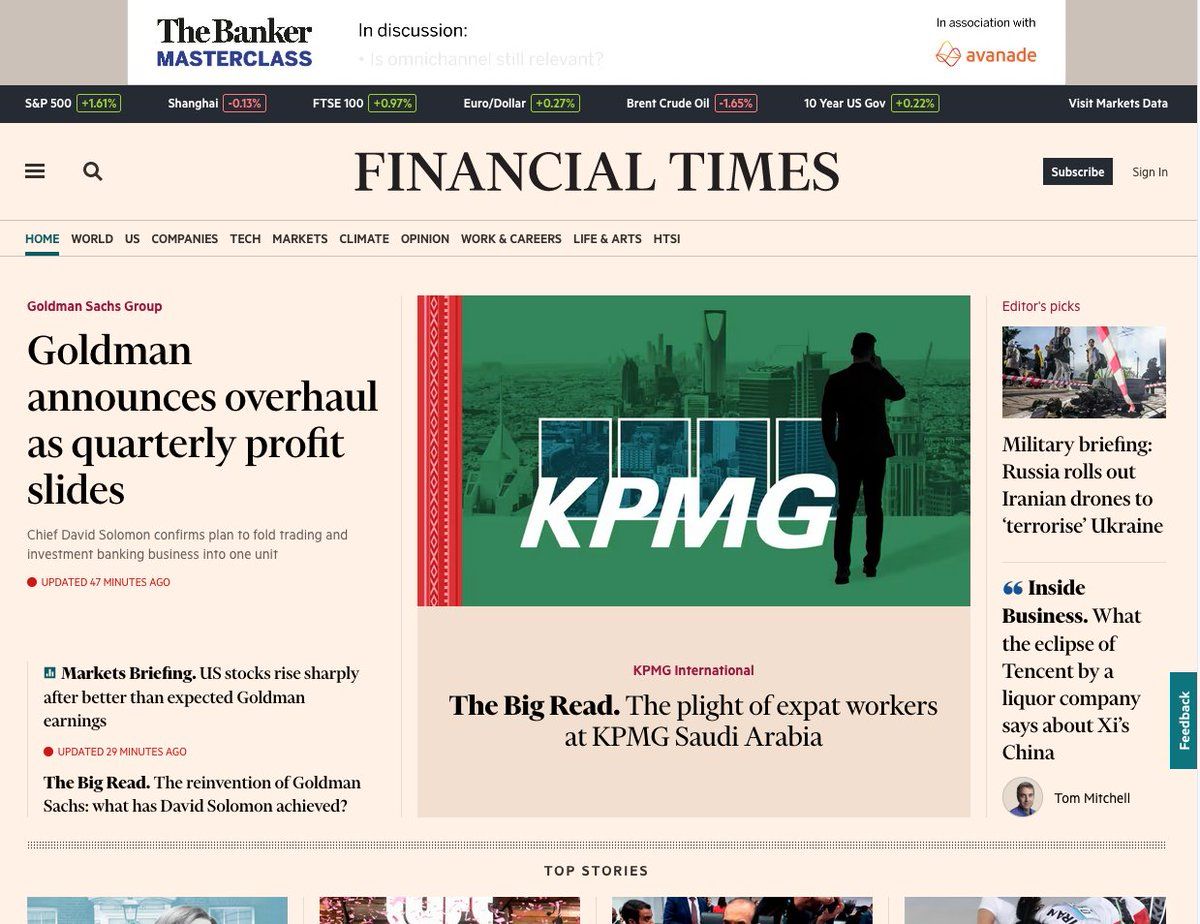 The Banker
MASTERCLASS
In discussion:
• Is omnichannel still relevant?
In association with
avanade
S&P 500 +1.61%
Shanghai -0.13%
FTSE 100 +0.97%
Euro/Dollar +0.27%
Brent Crude Oil -1.65%
10 Year US Gov +0.22%
Visit Markets Data
FINANCIAL TIMES
Subscribe
Sign In
HOME WORLD US COMPANIES TECH MARKETS CLIMATE OPINION WORK & CAREERS LIFE & ARTS HTSI
Goldman Sachs Group
Goldman
announces overhaul
as quarterly profit
slides
Chief David Solomon confirms plan to fold trading and
investment banking business into one unit
UPDATED 47 MINUTES AGO
Markets Briefing. US stocks rise sharply
after better than expected Goldman
earnings
UPDATED 29 MINUTES AGO
The Big Read. The reinvention of Goldman
Sachs: what has David Solomon achieved?
KPMG
KPMG International
The Big Read. The plight of expat workers
at KPMG Saudi Arabia
Editor's picks
Military briefing:
Russia rolls out
Iranian drones to
‘terrorise’ Ukraine
“ Inside
Business. What
the eclipse of
Tencent by a
liquor company
says about Xi’s
China
Tom Mitchell
Feedback
TOP STORIES
IRAN